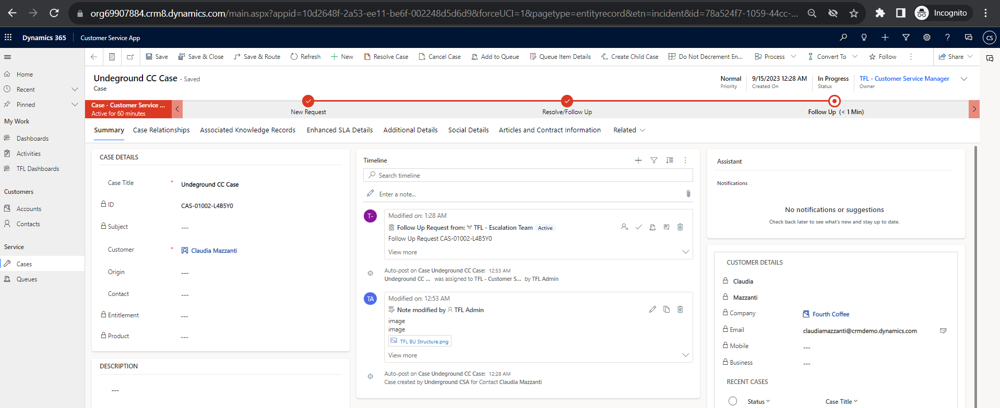 org69907884.crm8.dynamics.com/main.aspx?appid=10d2648f-2a53-ee11-be6f-002248d5d6d9&forceUCI=1&pagetype=entityrecord&etn=incident&id=78a524f7-1059-44cc-...
Incognito
Dynamics 365 Customer Service App
CS
Save Save & Close Save & Route Refresh New Resolve Case Cancel Case Add to Queue Queue Item Details Create Child Case Do Not Decrement En... Process Convert To Follow Share
Home
Recent
Pinned
My Work
Dashboards
Activities
TFL Dashboards
Customers
Accounts
Contacts
Service
Cases
Queues
Undeground CC Case - Saved
Case
Normal
Priority
9/15/2023 12:28 AM
Created On
In Progress
Status
TFL - Customer Service Manager
Owner
Case - Customer Service ...
Active for 60 minutes
New Request
Resolve/Follow Up
Follow Up (< 1 Min)
Summary Case Relationships Associated Knowledge Records Enhanced SLA Details Additional Details Social Details Articles and Contract Information Related
CASE DETAILS
Case Title * Undeground CC Case
ID CAS-01002-L4B5Y0
Subject ---
Customer * Claudia Mazzanti
Origin ---
Contact ---
Entitlement ---
Product ---
DESCRIPTION
---
Timeline
Search timeline
Enter a note...
T-
Modified on: 1:28 AM
Follow Up Request from: TFL - Escalation Team Active
Follow Up Request CAS-01002-L4B5Y0
View more
Auto-post on Case Undeground CC Case: 12:53 AM
Undeground CC ... was assigned to TFL - Customer S... by TFL Admin
TA
Modified on: 12:53 AM
Note modified by TFL Admin
image
image
TFL BU Structure.png
View more
Auto-post on Case Undeground CC Case: 12:28 AM
Case created by Underground CSA for Contact Claudia Mazzanti
Assistant
Notifications
No notifications or suggestions
Check back later to see what's new and stay up to date.
CUSTOMER DETAILS
Claudia
Mazzanti
Company Fourth Coffee
Email claudiamazzanti@crmdemo.dynamics.com
Mobile ---
Business ---
RECENT CASES
Status Case Title